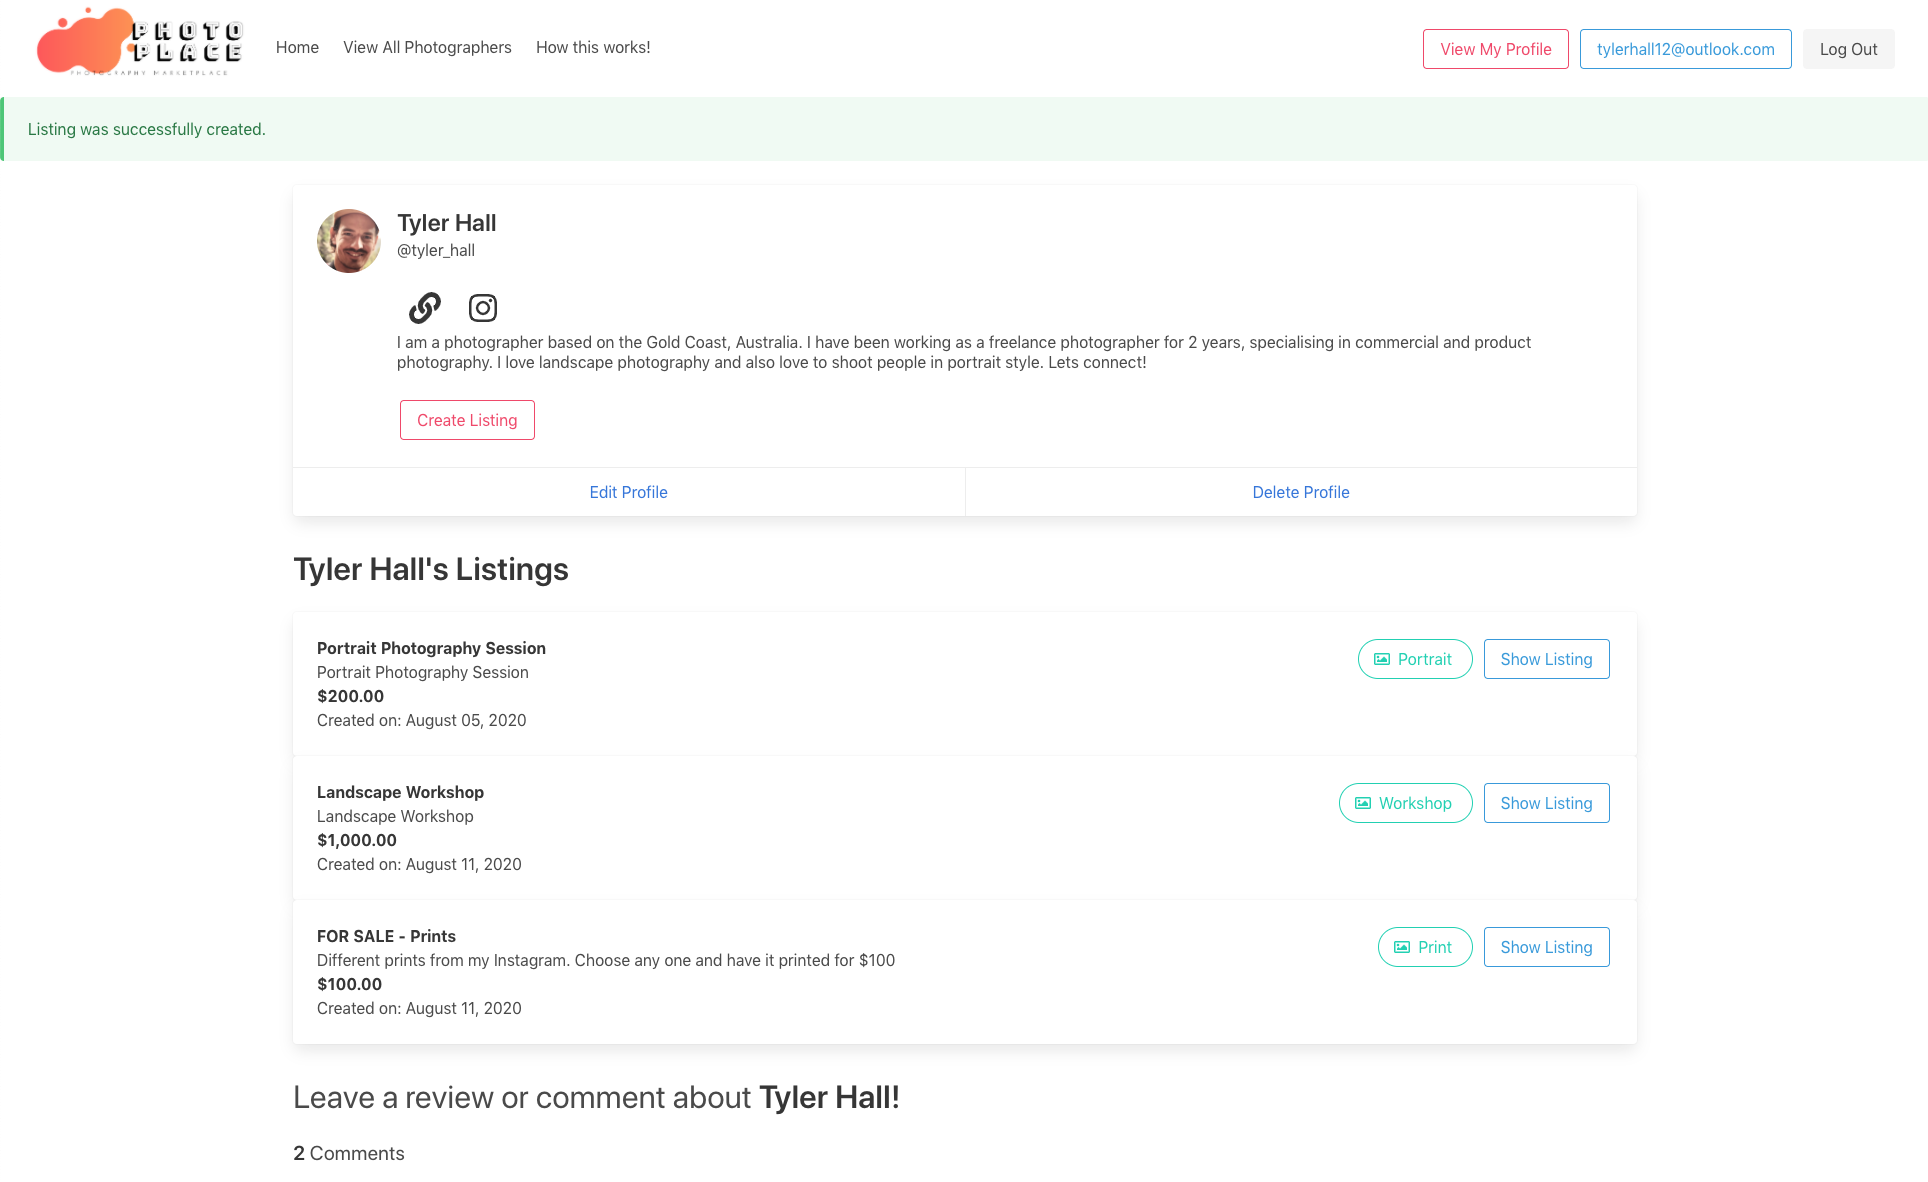 PHOTO
PLACE
PHOTOGRAPHY MARKETPLACE
Home
View All Photographers
How this works!
View My Profile
tylerhall12@outlook.com
Log Out
Listing was successfully created.
Tyler Hall
@tyler_hall
I am a photographer based on the Gold Coast, Australia. I have been working as a freelance photographer for 2 years, specialising in commercial and product
photography. I love landscape photography and also love to shoot people in portrait style. Lets connect!
Create Listing
Edit Profile
Delete Profile
Tyler Hall's Listings
Portrait Photography Session
Portrait Photography Session
$200.00
Created on: August 05, 2020
Portrait
Show Listing
Landscape Workshop
Landscape Workshop
$1,000.00
Created on: August 11, 2020
Workshop
Show Listing
FOR SALE - Prints
Different prints from my Instagram. Choose any one and have it printed for $100
$100.00
Created on: August 11, 2020
Print
Show Listing
Leave a review or comment about Tyler Hall!
2 Comments